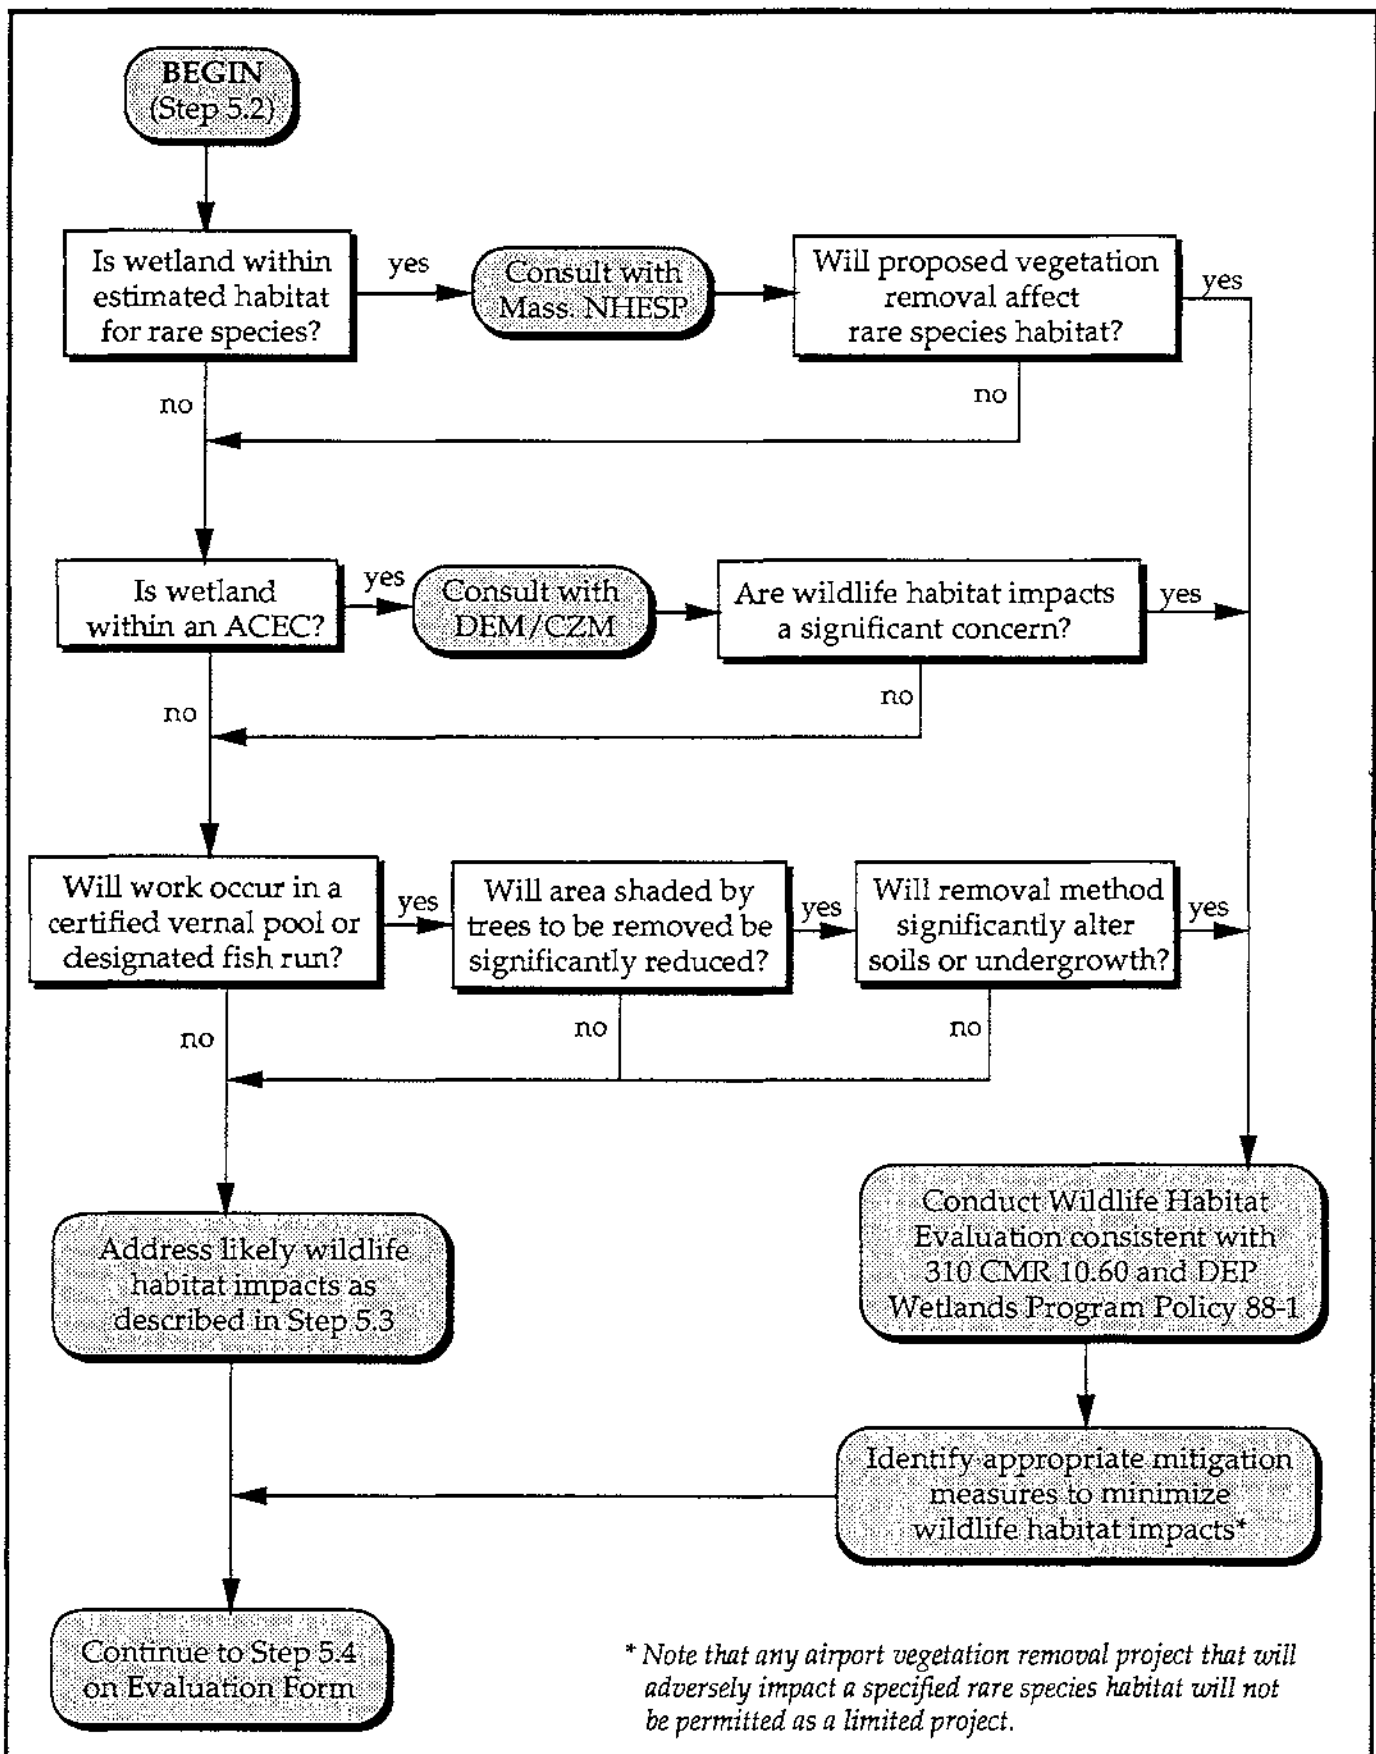 BEGIN
(Step 5.2)
Is wetland within
estimated habitat
for rare species?
yes
Consult with
Mass. NHESP
Will proposed vegetation
removal affect
rare species habitat?
yes
no
no
Is wetland
within an ACEC?
yes
Consult with
DEM/CZM
Are wildlife habitat impacts
a significant concern?
yes
no
no
Will work occur in a
certified vernal pool or
designated fish run?
yes
Will area shaded by
trees to be removed be
significantly reduced?
yes
Will removal method
significantly alter
soils or undergrowth?
yes
no
no
no
Address likely wildlife
habitat impacts as
described in Step 5.3
Conduct Wildlife Habitat
Evaluation consistent with
310 CMR 10.60 and DEP
Wetlands Program Policy 88-1
Identify appropriate mitigation
measures to minimize
wildlife habitat impacts*
Continue to Step 5.4
on Evaluation Form
* Note that any airport vegetation removal project that will
adversely impact a specified rare species habitat will not
be permitted as a limited project.